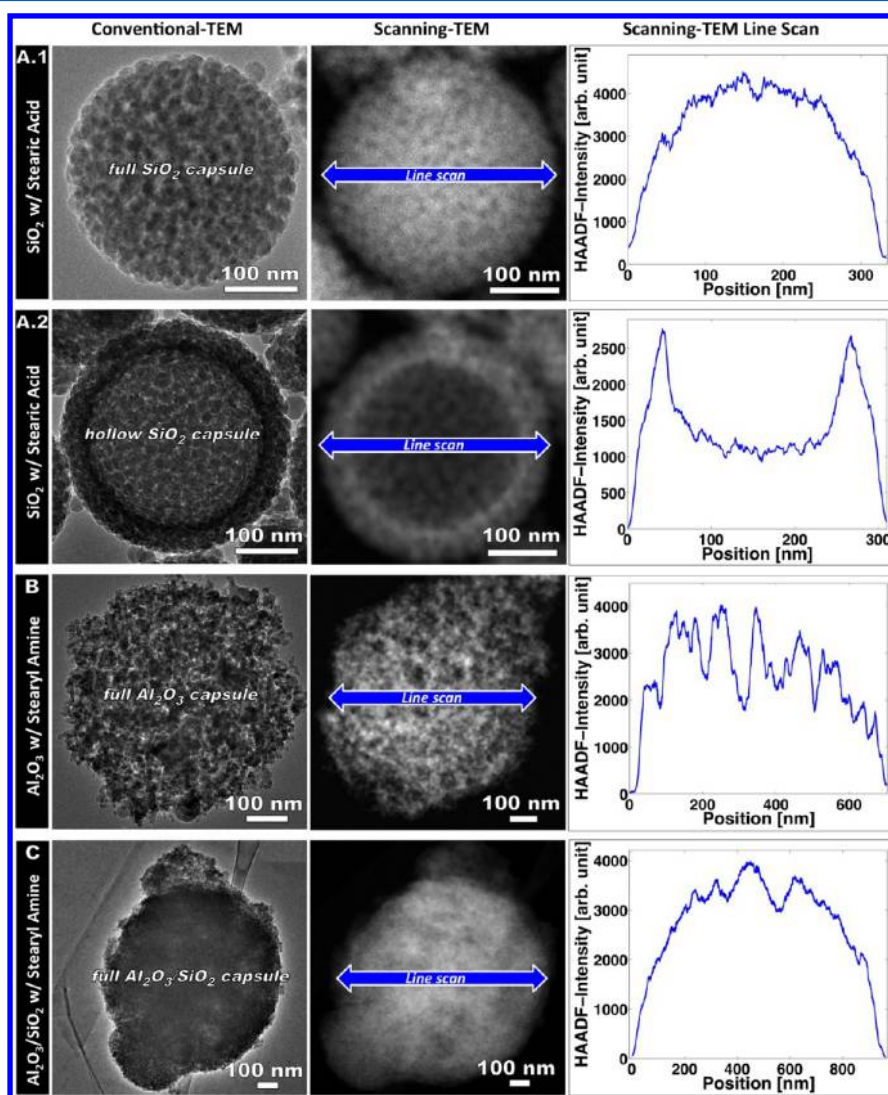 Conventional-TEM
Scanning-TEM
Scanning-TEM Line Scan
A.1
SiO2 w/ Stearic Acid
full SiO2 capsule
100 nm
Line scan
100 nm
HAADF-Intensity [arb. unit]
4000
3000
2000
1000
0
0 100 200 300
Position [nm]
A.2
SiO2 w/ Stearic Acid
hollow SiO2 capsule
100 nm
Line scan
100 nm
HAADF-Intensity [arb. unit]
2500
2000
1500
1000
500
0
0 100 200 300
Position [nm]
B
Al2O3 w/ Stearyl Amine
full Al2O3 capsule
100 nm
Line scan
100 nm
HAADF-Intensity [arb. unit]
4000
3000
2000
1000
0
0 200 400 600
Position [nm]
C
Al2O3/SiO2 w/ Stearyl Amine
full Al2O3 SiO2 capsule
100 nm
Line scan
100 nm
HAADF-Intensity [arb. unit]
4000
3000
2000
1000
0
0 200 400 600 800
Position [nm]